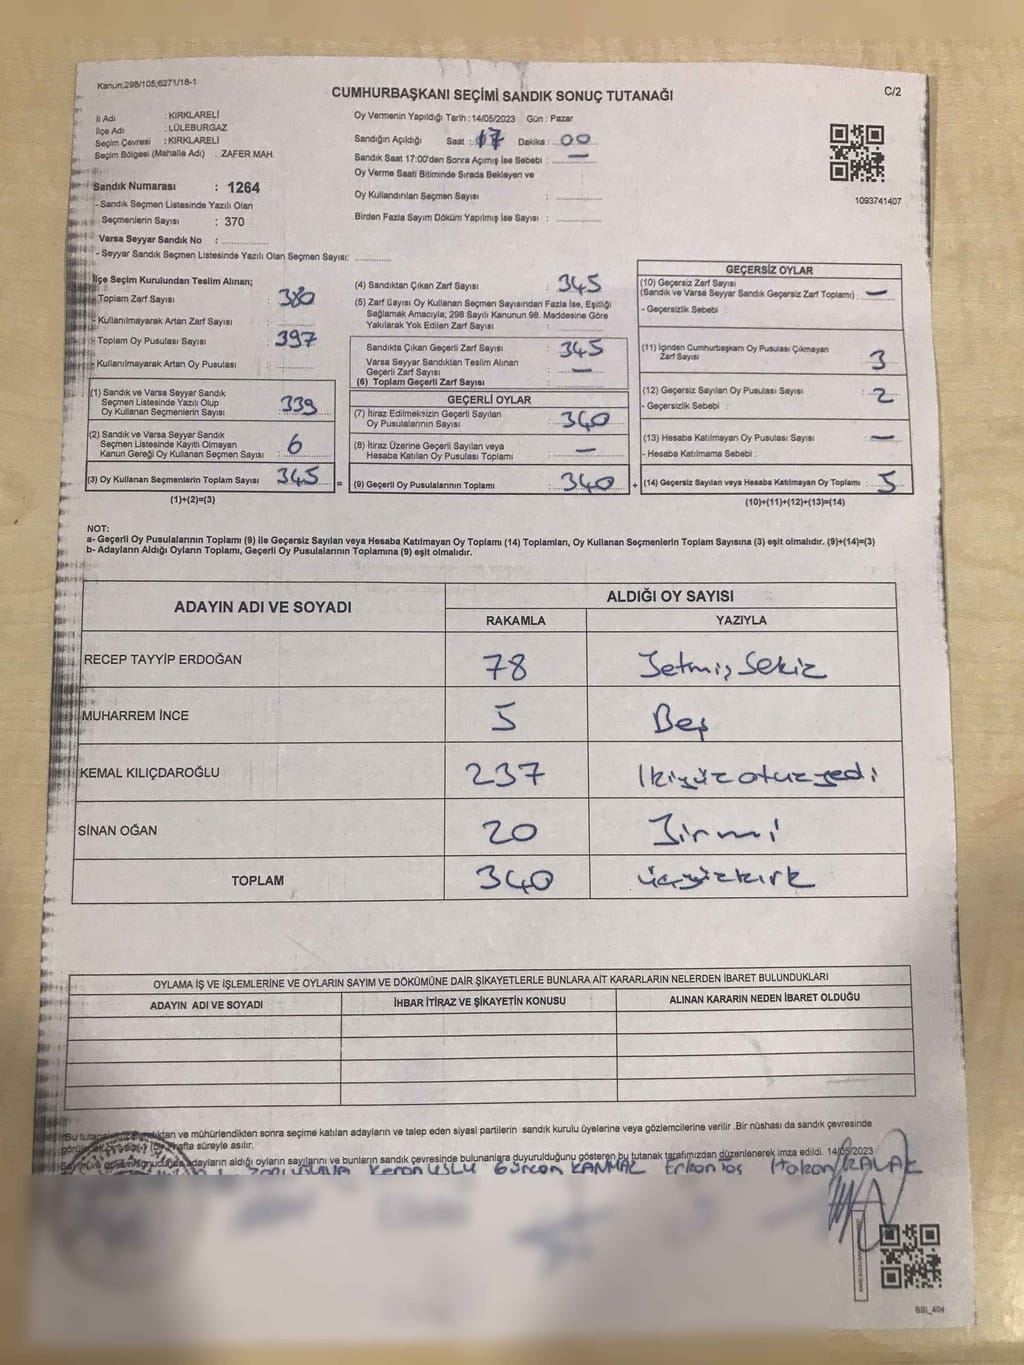 Kanun:298/105,6271/18-1
CUMHURBAŞKANI SEÇİMİ SANDIK SONUÇ TUTANAĞI
C/2
İl Adı : KIRKLARELİ
İlçe Adı : LÜLEBURGAZ
Seçim Çevresi : KIRKLARELİ
Seçim Bölgesi (Mahalle Adı) : ZAFER MAH.
Sandık Numarası : 1264
- Sandık Seçmen Listesinde Yazılı Olan
Seçmenlerin Sayısı : 370
Varsa Seyyar Sandık No :
- Seyyar Sandık Seçmen Listesinde Yazılı Olan Seçmen Sayısı:
Oy Vermenin Yapıldığı Tarih : 14/05/2023 Gün : Pazar
Sandığın Açıldığı Saat : 17 Dakika : 00
Sandık Saat 17:00'den Sonra Açılmış İse Sebebi : —
Oy Verme Saati Bitiminde Sırada Bekleyen ve
Oy Kullandırılan Seçmen Sayısı :
Birden Fazla Sayım Döküm Yapılmış İse Sayısı :
1093741407
İlçe Seçim Kurulundan Teslim Alınan;
- Toplam Zarf Sayısı : 380
- Kullanılmayarak Artan Zarf Sayısı :
- Toplam Oy Pusulası Sayısı : 397
- Kullanılmayarak Artan Oy Pusulası :
(1) Sandık ve Varsa Seyyar Sandık
Seçmen Listesinde Yazılı Olup
Oy Kullanan Seçmenlerin Sayısı : 339
(2) Sandık ve Varsa Seyyar Sandık
Seçmen Listesinde Kayıtlı Olmayan
Kanun Gereği Oy Kullanan Seçmen Sayısı : 6
(3) Oy Kullanan Seçmenlerin Toplam Sayısı : 345
(1)+(2)=(3)
(4) Sandıktan Çıkan Zarf Sayısı : 345
(5) Zarf Sayısı Oy Kullanan Seçmen Sayısından Fazla İse, Eşitliği
Sağlamak Amacıyla; 298 Sayılı Kanunun 98. Maddesine Göre
Yakılarak Yok Edilen Zarf Sayısı :
Sandıkta Çıkan Geçerli Zarf Sayısı : 345
Varsa Seyyar Sandıktan Teslim Alınan
Geçerli Zarf Sayısı : —
(6) Toplam Geçerli Zarf Sayısı :
GEÇERLİ OYLAR
(7) İtiraz Edilmeksizin Geçerli Sayılan
Oy Pusulalarının Sayısı : 340
(8) İtiraz Üzerine Geçerli Sayılan veya
Hesaba Katılan Oy Pusulası Toplamı : —
= (9) Geçerli Oy Pusulalarının Toplamı : 340
GEÇERSİZ OYLAR
(10) Geçersiz Zarf Sayısı
(Sandık ve Varsa Seyyar Sandık Geçersiz Zarf Toplamı) : —
- Geçersizlik Sebebi :
(11) İçinden Cumhurbaşkanı Oy Pusulası Çıkmayan
Zarf Sayısı : 3
(12) Geçersiz Sayılan Oy Pusulası Sayısı : 2
- Geçersizlik Sebebi :
(13) Hesaba Katılmayan Oy Pusulası Sayısı : —
- Hesaba Katılmama Sebebi :
+ (14) Geçersiz Sayılan veya Hesaba Katılmayan Oy Toplamı : 5
(10)+(11)+(12)+(13)=(14)
NOT:
a- Geçerli Oy Pusulalarının Toplamı (9) ile Geçersiz Sayılan veya Hesaba Katılmayan Oy Toplamı (14) Toplamları, Oy Kullanan Seçmenlerin Toplam Sayısına (3) eşit olmalıdır. (9)+(14)=(3)
b- Adayların Aldığı Oyların Toplamı, Geçerli Oy Pusulalarının Toplamına (9) eşit olmalıdır.
ADAYIN ADI VE SOYADI ALDIĞI OY SAYISI
RAKAMLA YAZIYLA
RECEP TAYYİP ERDOĞAN 78 Yetmiş Sekiz
MUHARREM İNCE 5 Beş
KEMAL KILIÇDAROĞLU 237 İkiyüzotuzyedi
SİNAN OĞAN 20 Yirmi
TOPLAM 340 üçyüzkırk
OYLAMA İŞ VE İŞLEMLERİNE VE OYLARIN SAYIM VE DÖKÜMÜNE DAİR ŞİKAYETLERLE BUNLARA AİT KARARLARIN NELERDEN İBARET BULUNDUKLARI
ADAYIN ADI VE SOYADI İHBAR İTİRAZ VE ŞİKAYETİN KONUSU ALINAN KARARIN NEDEN İBARET OLDUĞU
Bu tutanak imzalandıktan ve mühürlendikten sonra seçime katılan adayların ve talep eden siyasi partilerin sandık kurulu üyelerine veya gözlemcilerine verilir .Bir nüshası da sandık çevresinde
hafta süreyle asılır.
Sayım ve döküm sonucunda adayların aldığı oyların sayılarını ve bunların sandık çevresinde bulunanlara duyurulduğunu gösteren bu tutanak tarafımızdan düzenlenerek imza edildi. 14/05/2023
Kenan USLU Gürcan KANMAZ Erkan Hakan KALAK
BSI_404